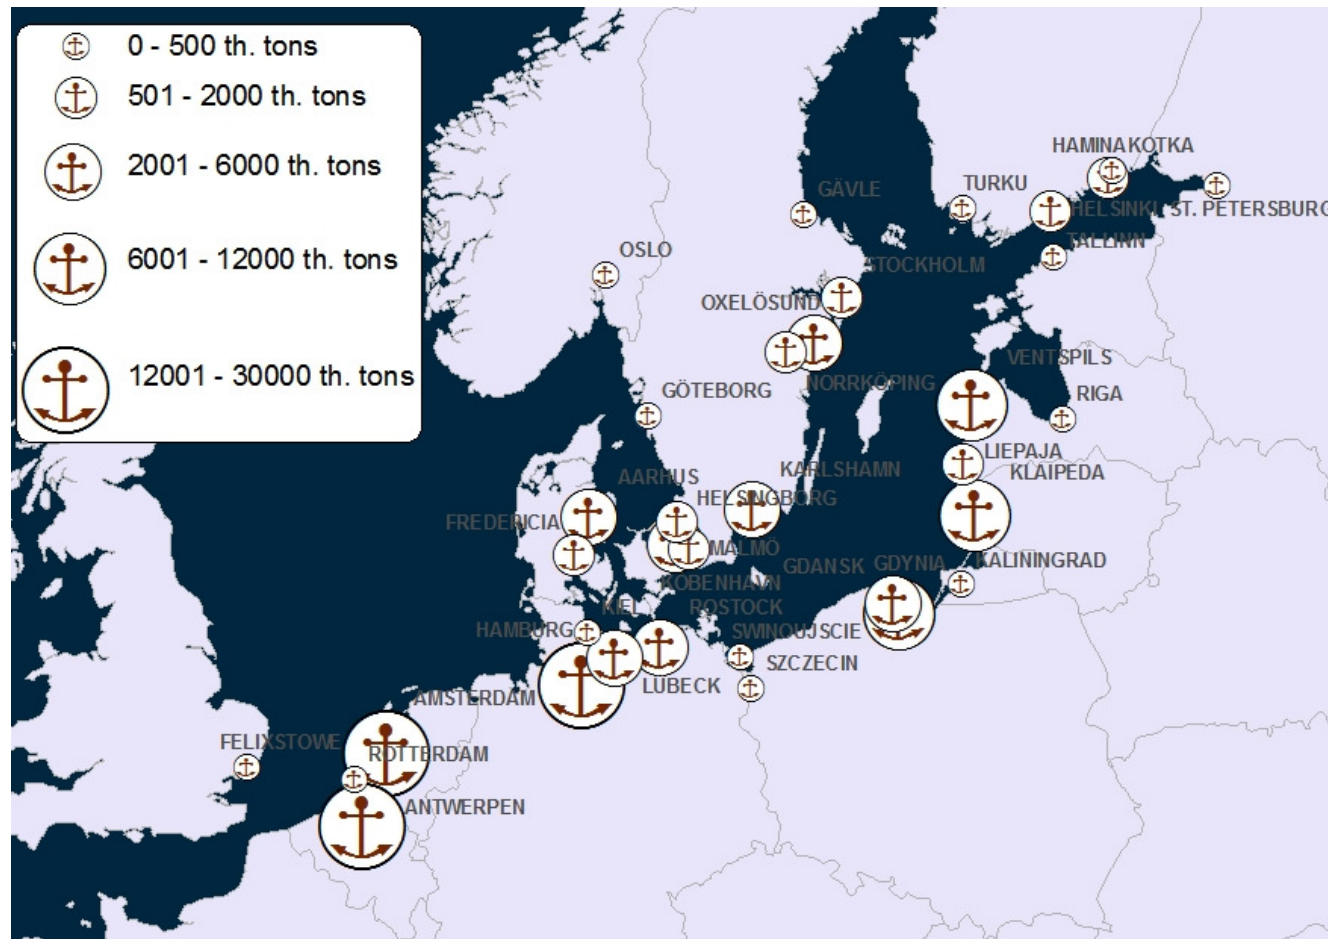 0 - 500 th. tons
501 - 2000 th. tons
2001 - 6000 th. tons
6001 - 12000 th. tons
12001 - 30000 th. tons
HAMINA KOTKA
GÄVLE
TURKU
HELSINKI
ST. PETERSBURG
TALLINN
OSLO
STOCKHOLM
OXELÖSUND
VENTSPILS
NORRKÖPING
GÖTEBORG
RIGA
LIEPAJA
KLAIPEDA
KARLSHAMN
AARHUS
HELSINGBORG
FREDERICIA
MALMÖ
GDANSK
GDYNIA
KALININGRAD
KOBENHAVN
KIEL
ROSTOCK
HAMBURG
SWINOUJSCIE
SZCZECIN
LÜBECK
AMSTERDAM
FELIXSTOWE
ROTTERDAM
ANTWERPEN